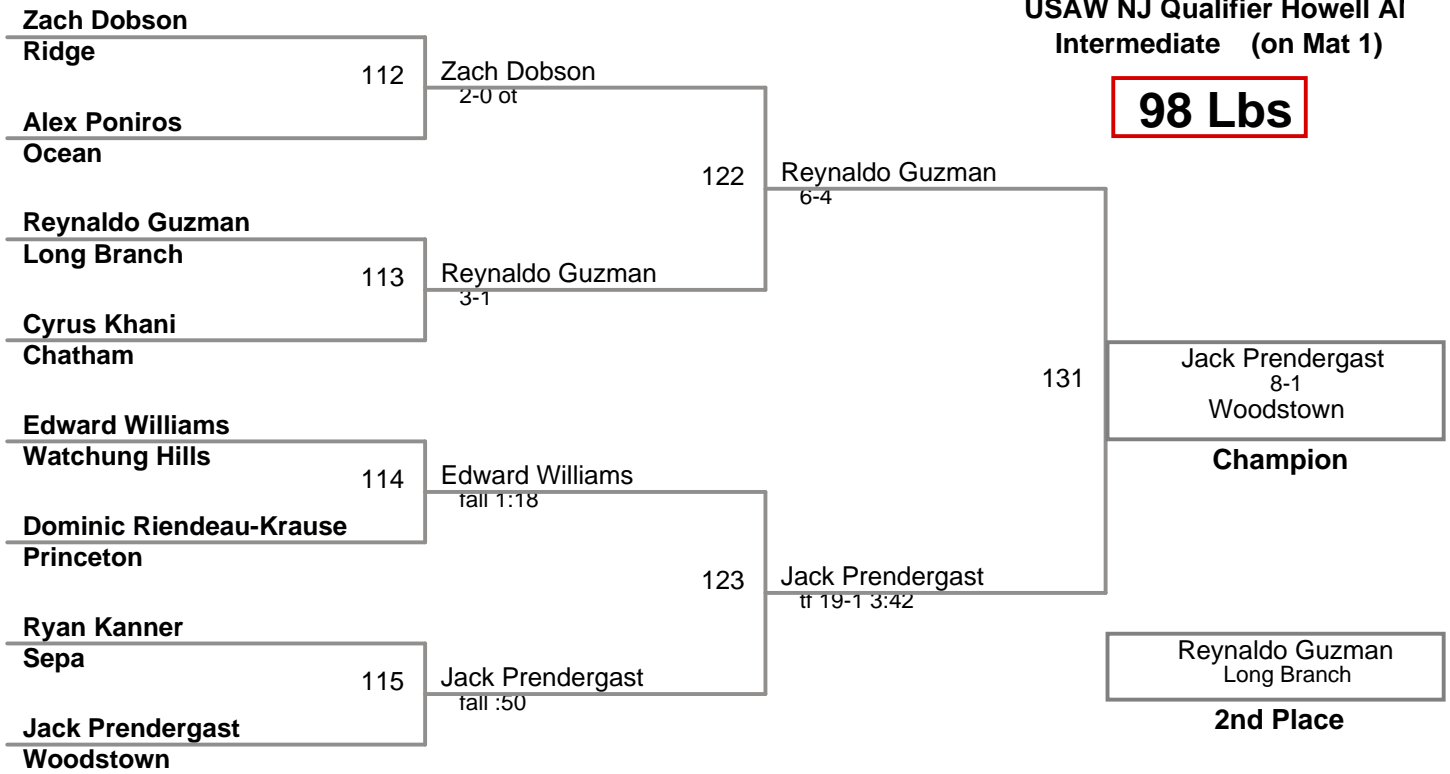 USAW NJ Qualifier Howell
Intermediate (on Mat 1)
98 Lbs
Zach Dobson
Ridge
112
Alex Poniros
Ocean
Zach Dobson
2-0 ot
Reynaldo Guzman
Long Branch
113
Cyrus Khani
Chatham
Reynaldo Guzman
3-1
122
Reynaldo Guzman
6-4
Edward Williams
Watchung Hills
114
Dominic Riendeau-Krause
Princeton
Edward Williams
fall 1:18
Ryan Kanner
Sepa
115
Jack Prendergast
Woodstown
Jack Prendergast
fall :50
123
Jack Prendergast
tf 19-1 3:42
131
Jack Prendergast
8-1
Woodstown
Champion
Reynaldo Guzman
Long Branch
2nd Place